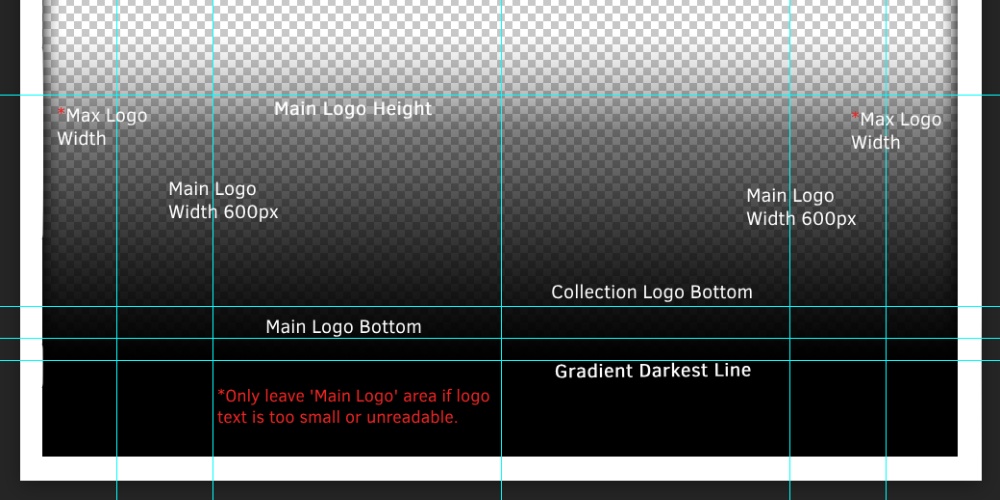 Main Logo Height
*Max Logo
Width
*Max Logo
Width
Main Logo
Width 600px
Main Logo
Width 600px
Collection Logo Bottom
Main Logo Bottom
Gradient Darkest Line
*Only leave 'Main Logo' area if logo
text is too small or unreadable.